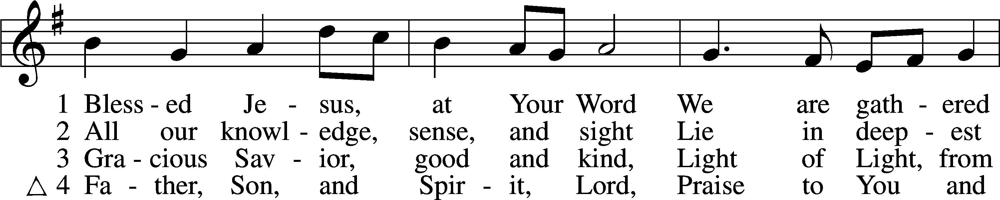 1 Bless - ed Je - sus, at Your Word We are gath - ered
2 All our knowl - edge, sense, and sight Lie in deep - est
3 Gra - cious Sav - ior, good and kind, Light of Light, from
△ 4 Fa - ther, Son, and Spir - it, Lord, Praise to You and